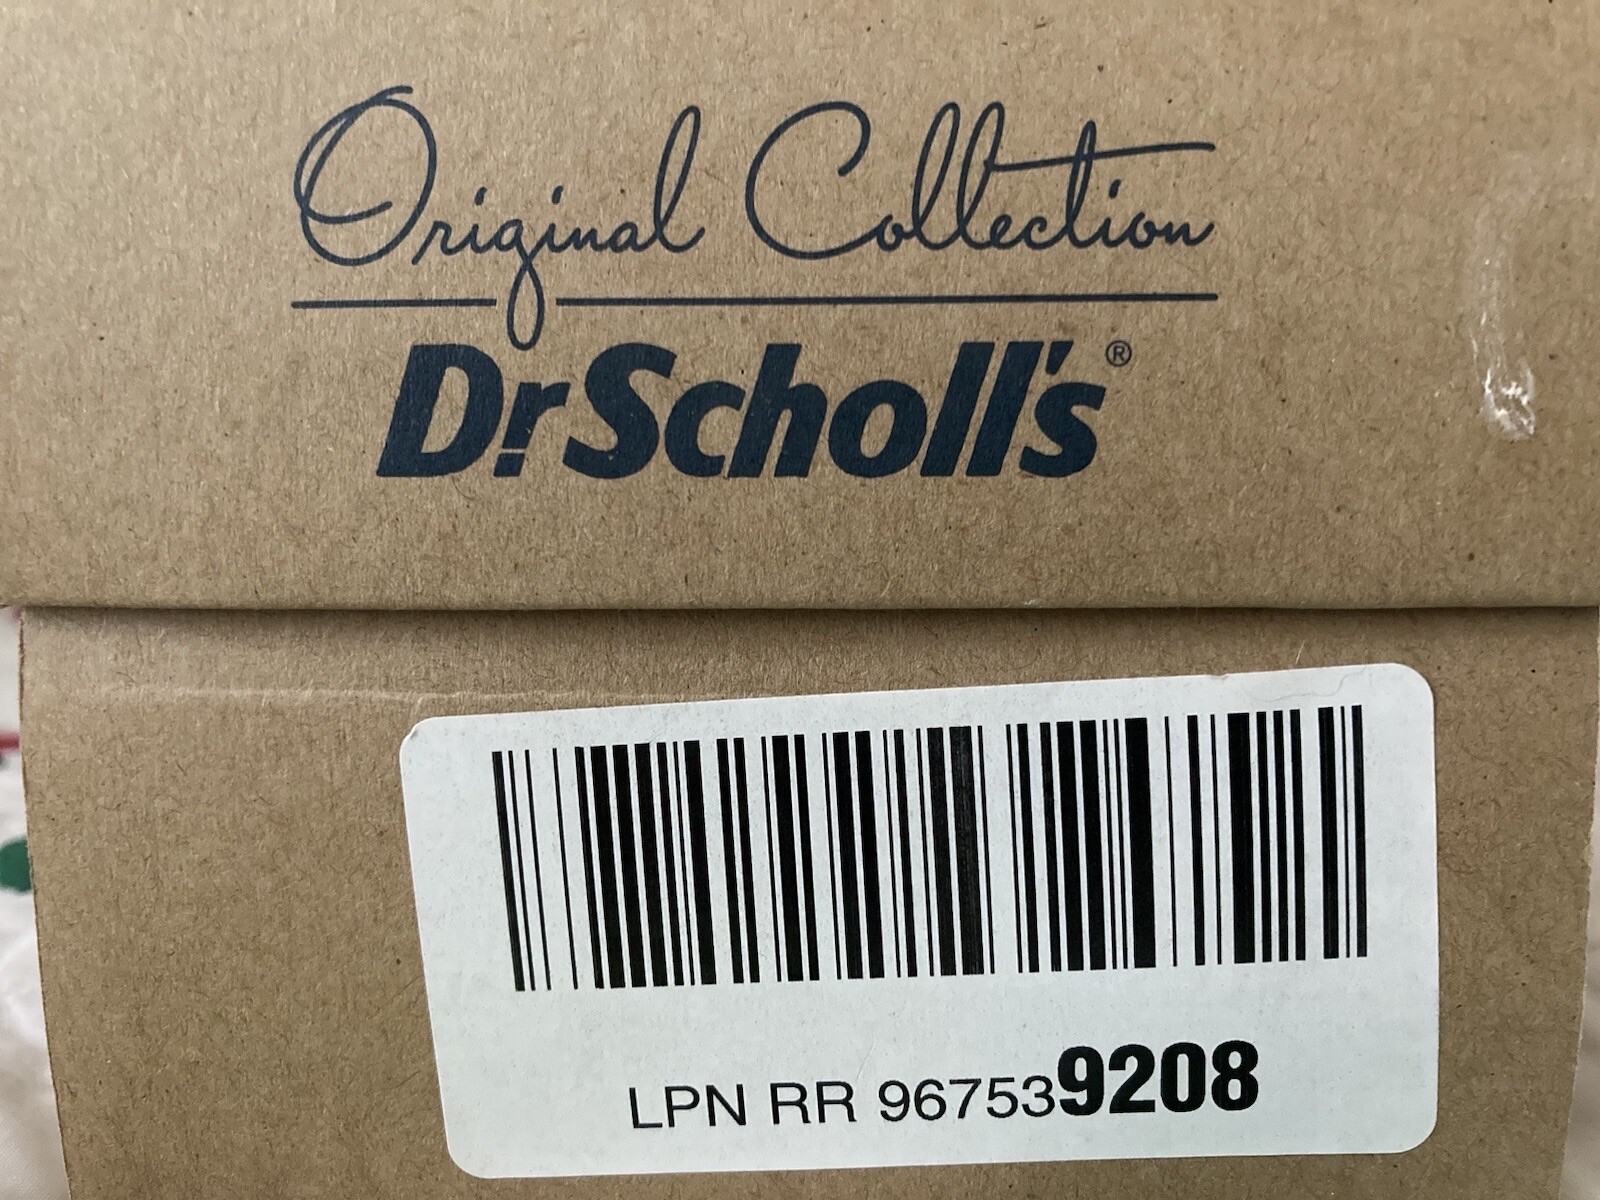 Original Collection
Dr.Scholl's®
LPN RR 967539208